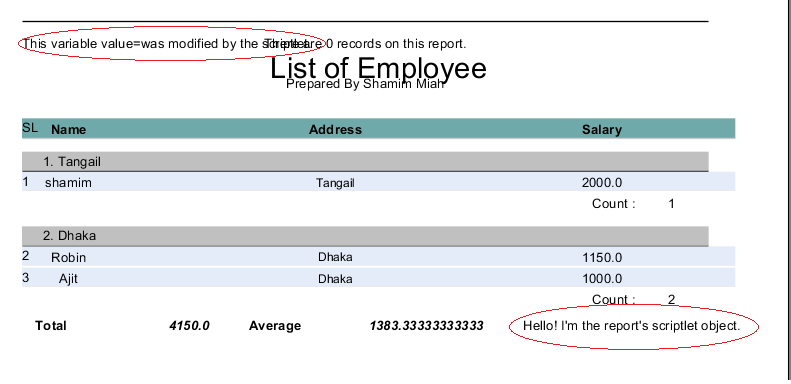 This variable value=was modified by the scriptlet. There are 0 records on this report.
List of Employee
Prepared By Shamim Miah
SL Name Address Salary
1. Tangail
1 shamim Tangail 2000.0
Count : 1
2. Dhaka
2 Robin Dhaka 1150.0
3 Ajit Dhaka 1000.0
Count : 2
Total 4150.0 Average 1383.33333333333 Hello! I'm the report's scriptlet object.